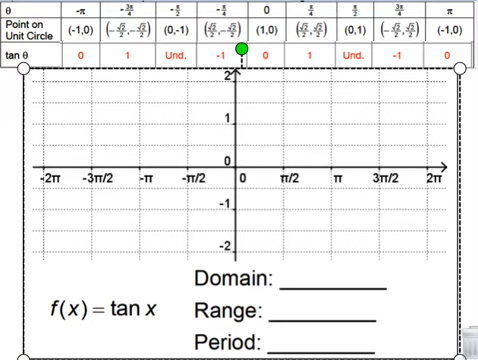 θ -π -3π/4 -π/2 -π/4 0 π/4 π/2 3π/4 π
Point on Unit Circle (-1,0) (-√2/2, -√2/2) (0,-1) (√2/2, -√2/2) (1,0) (√2/2, √2/2) (0,1) (-√2/2, √2/2) (-1,0)
tan θ 0 1 Und. -1 0 1 Und. -1 0
2
1
0
-2π -3π/2 -π -π/2 0 π/2 π 3π/2 2π
-1
-2
Domain:
f(x) = tan x Range:
Period: